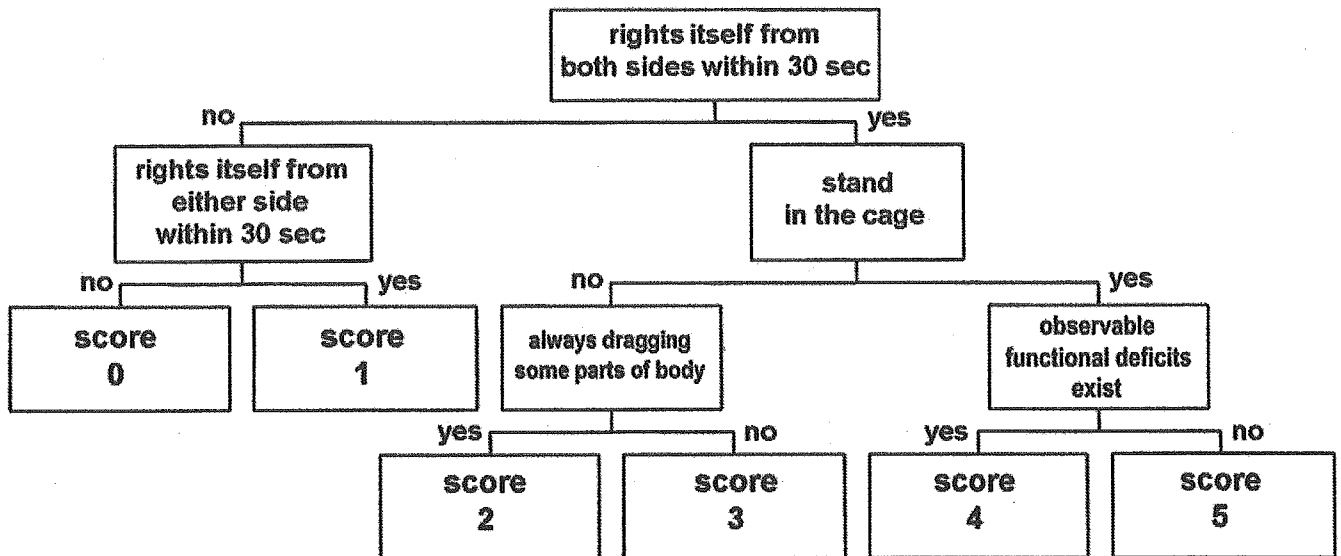 rights itself from
both sides within 30 sec
no
yes
rights itself from
either side
within 30 sec
stand
in the cage
no
yes
no
yes
score
0
score
1
always dragging
some parts of body
observable
functional deficits
exist
yes
no
yes
no
score
2
score
3
score
4
score
5